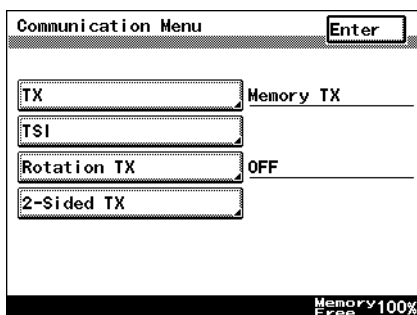 Communication Menu
Enter
TX
Memory TX
TSI
Rotation TX
OFF
2-Sided TX
Memory
Free 100%